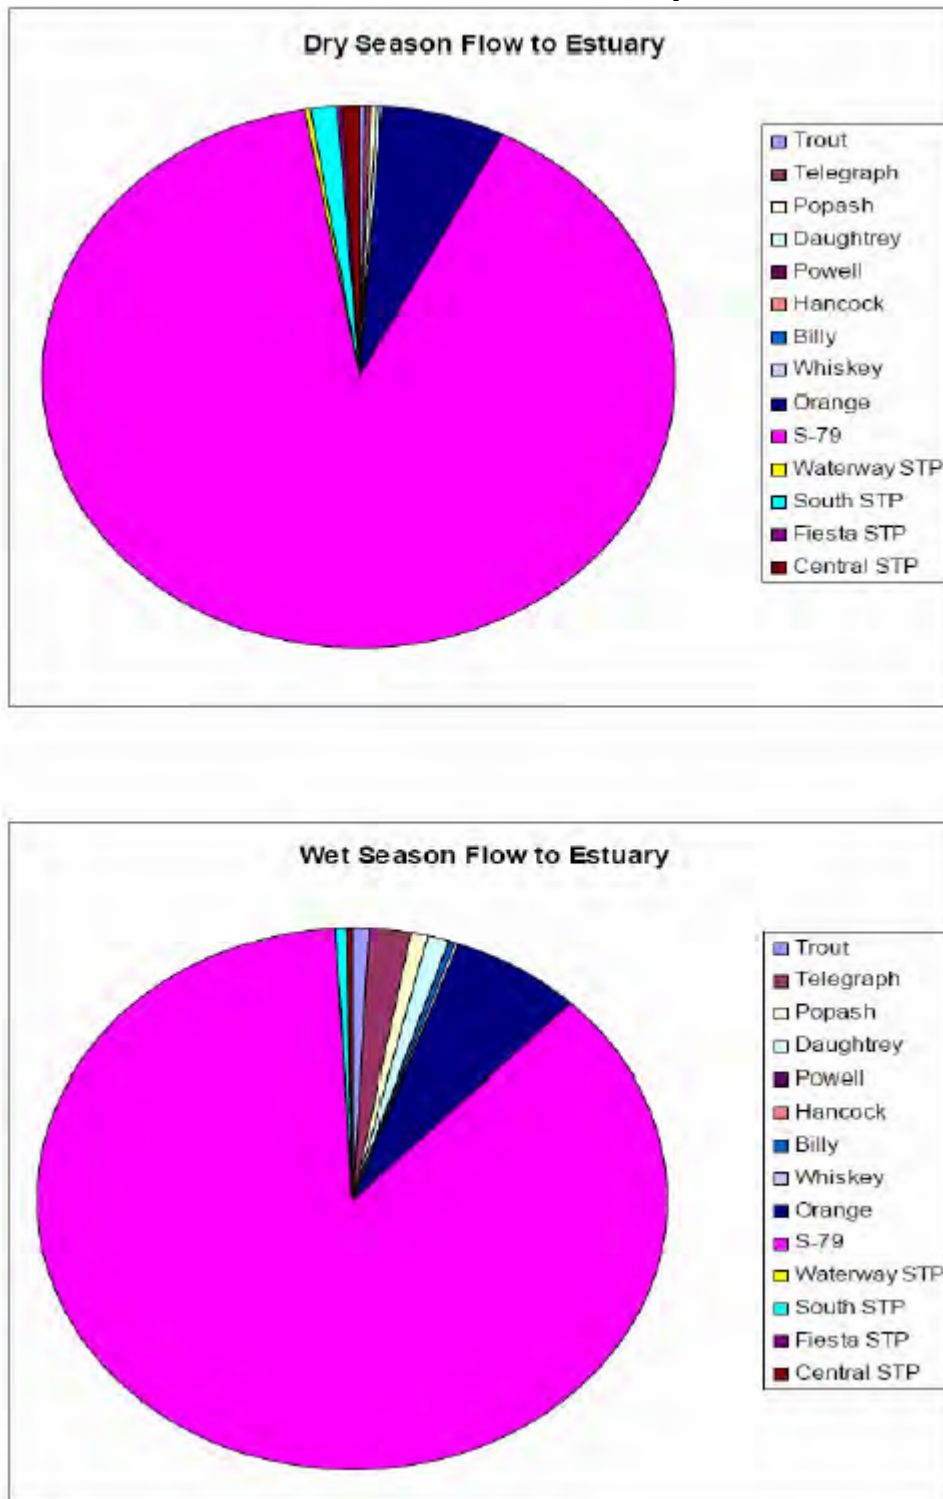 Dry Season Flow to Estuary
Trout
Telegraph
Popash
Daughtrey
Powell
Hancock
Billy
Whiskey
Orange
S-79
Waterway STP
South STP
Fiesta STP
Central STP
Wet Season Flow to Estuary
Trout
Telegraph
Popash
Daughtrey
Powell
Hancock
Billy
Whiskey
Orange
S-79
Waterway STP
South STP
Fiesta STP
Central STP